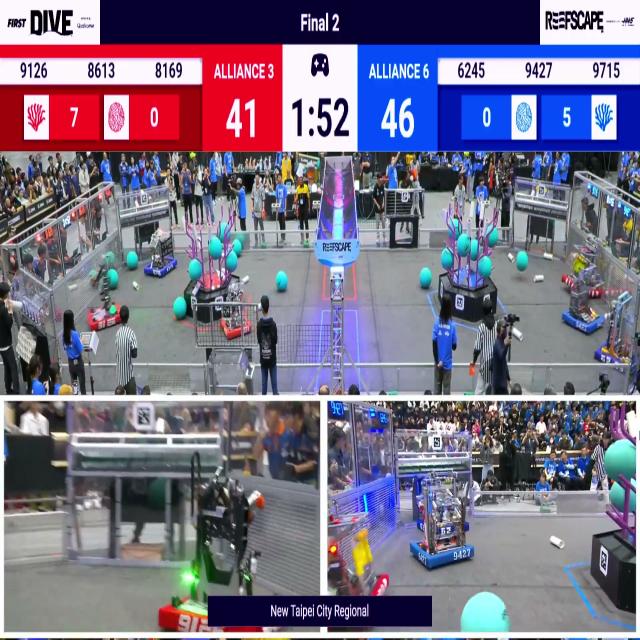 FIRST DIVE
Final 2
REEFSCAPE
9126 8613 8169
ALLIANCE 3
ALLIANCE 6
6245 9427 9715
7 0
41
1:52
46
0 5
REEFSCAPE
9427
912
New Taipei City Regional